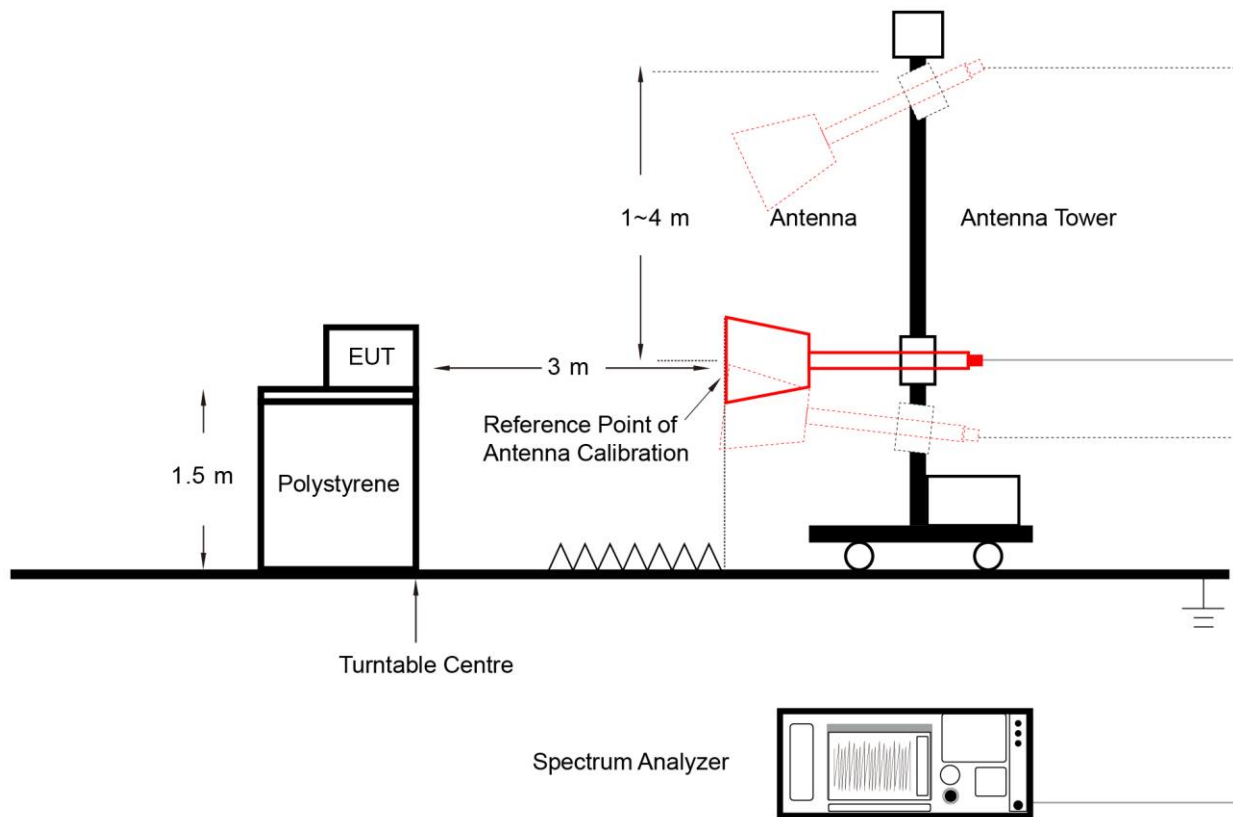 1~4 m
Antenna
Antenna Tower
EUT
3 m
Reference Point of
Antenna Calibration
1.5 m
Polystyrene
Turntable Centre
Spectrum Analyzer